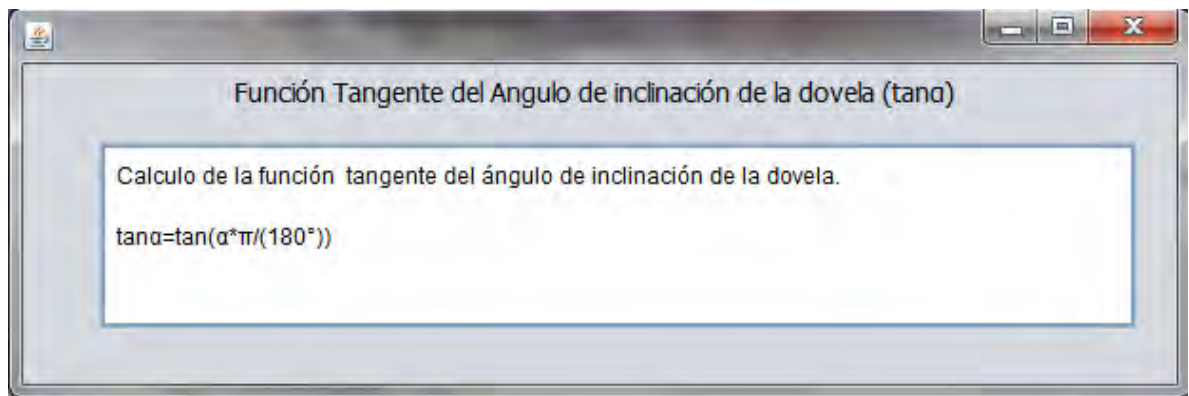 Función Tangente del Angulo de inclinación de la dovela (tanα)
Calculo de la función tangente del ángulo de inclinación de la dovela.
tanα=tan(α*π/(180°))